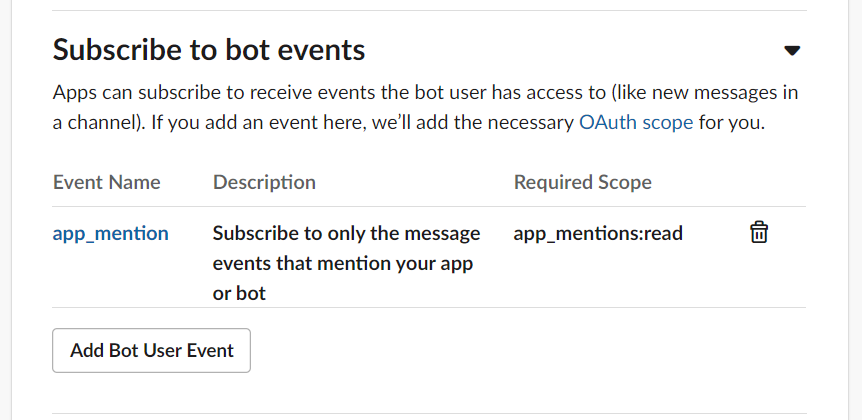 Subscribe to bot events
Apps can subscribe to receive events the bot user has access to (like new messages in
a channel). If you add an event here, we’ll add the necessary OAuth scope for you.
Event Name Description Required Scope
app_mention Subscribe to only the message app_mentions:read
events that mention your app
or bot
Add Bot User Event